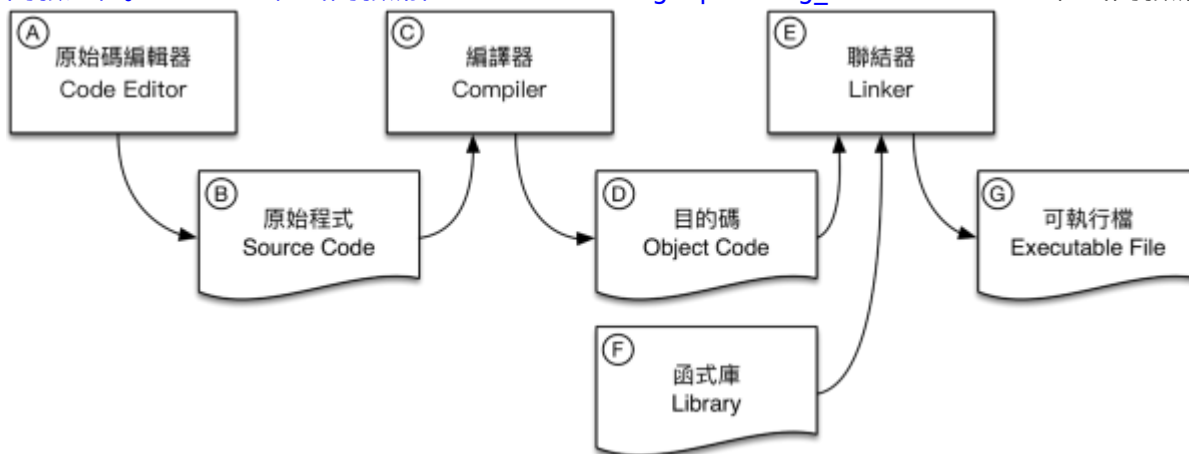 A
原始碼編輯器
Code Editor
C
編譯器
Compiler
E
聯結器
Linker
B
原始程式
Source Code
D
目的碼
Object Code
G
可執行檔
Executable File
F
函式庫
Library